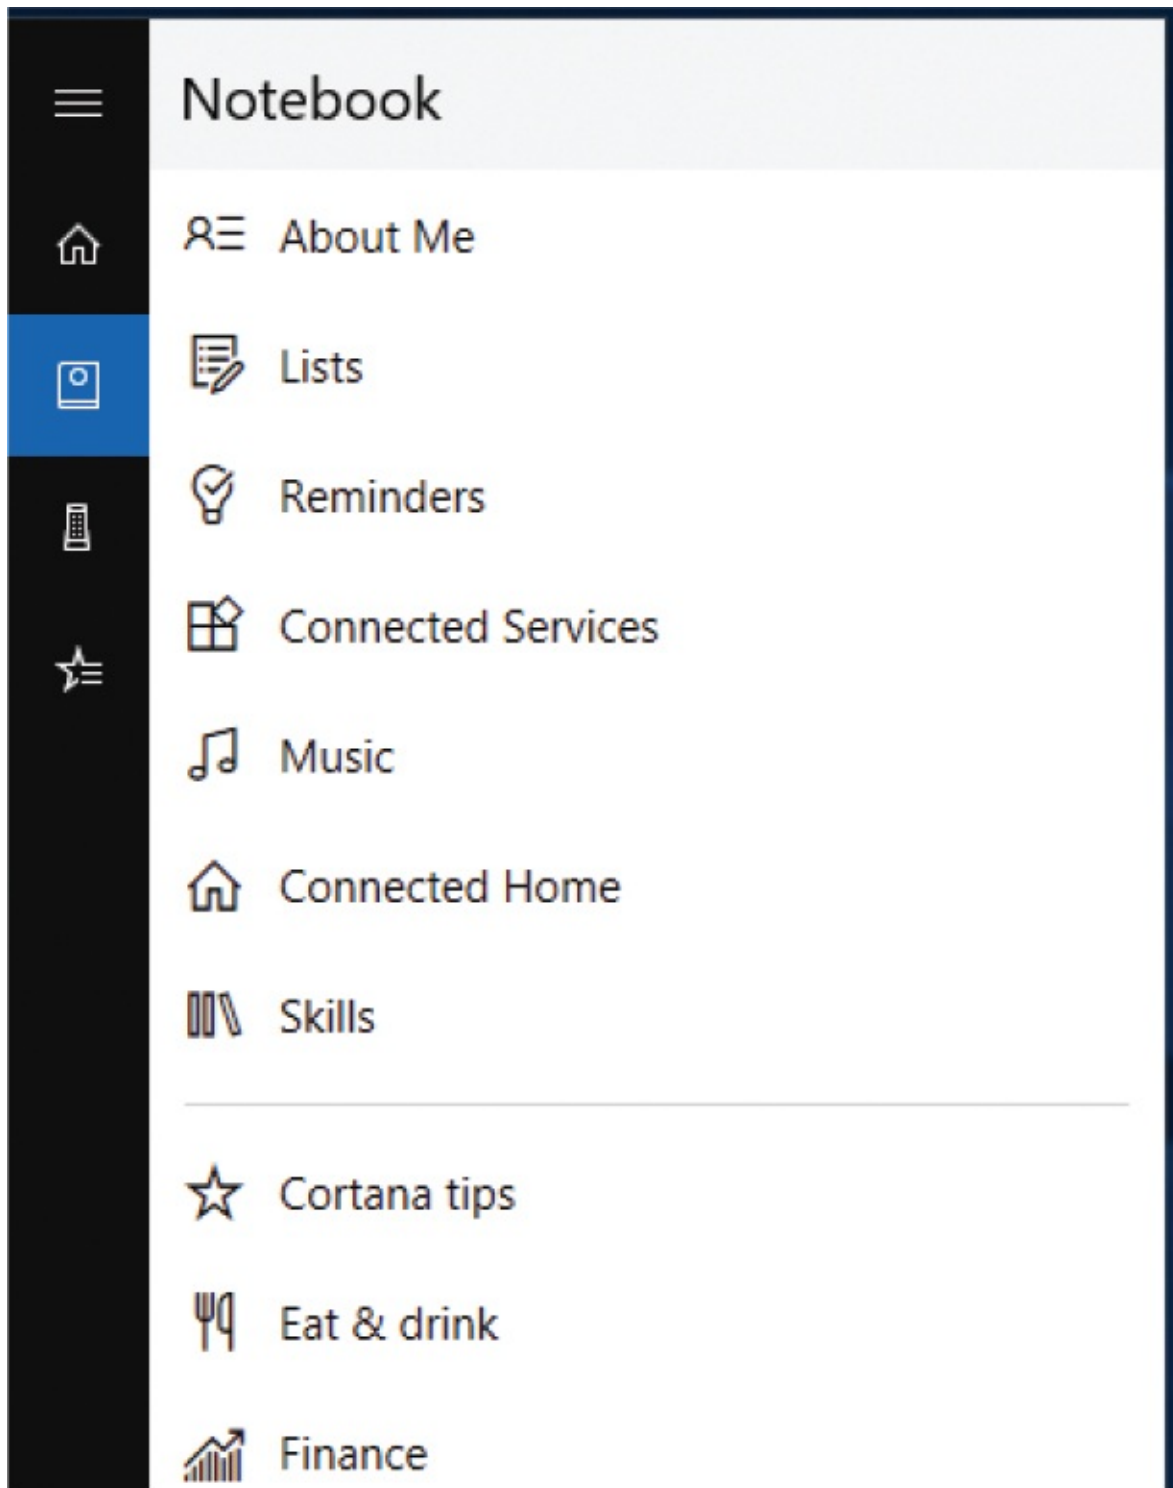 Notebook
About Me
Lists
Reminders
Connected Services
Music
Connected Home
Skills
Cortana tips
Eat & drink
Finance